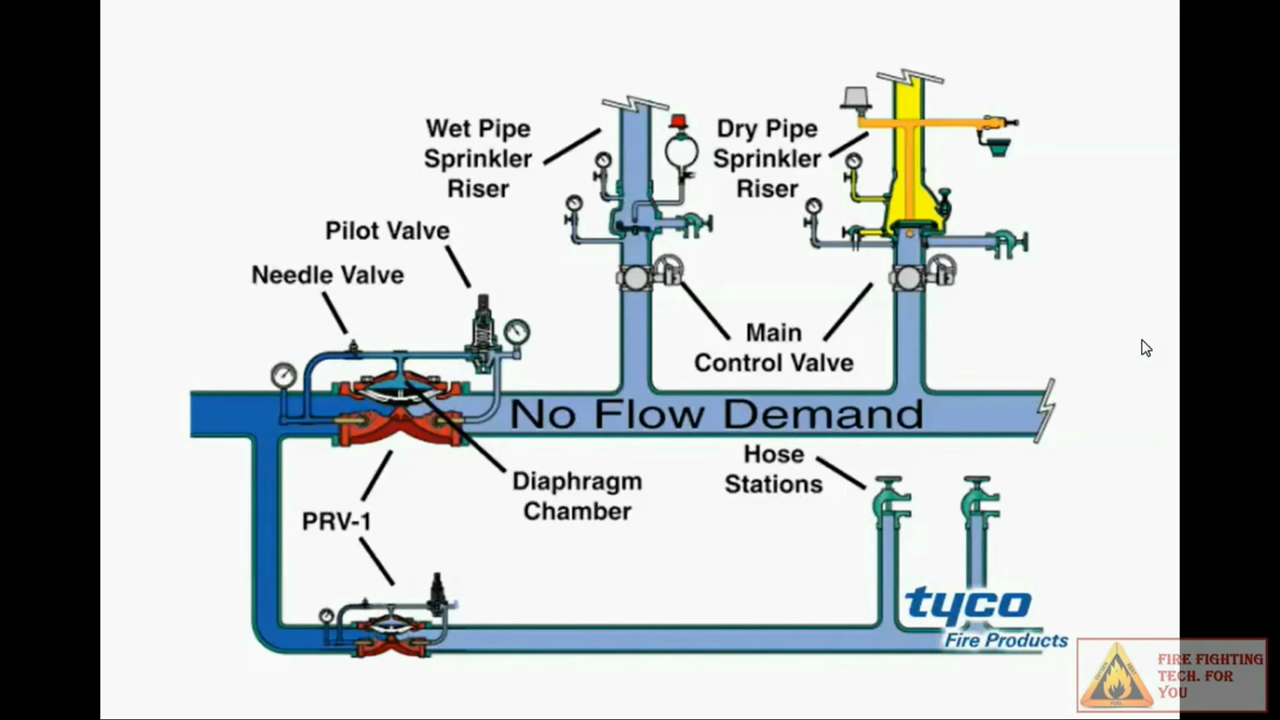 Wet Pipe
Sprinkler
Riser
Dry Pipe
Sprinkler
Riser
Pilot Valve
Needle Valve
Main
Control Valve
No Flow Demand
Hose
Stations
Diaphragm
Chamber
PRV-1
tyco
Fire Products
FIRE FIGHTING
TECH. FOR
YOU